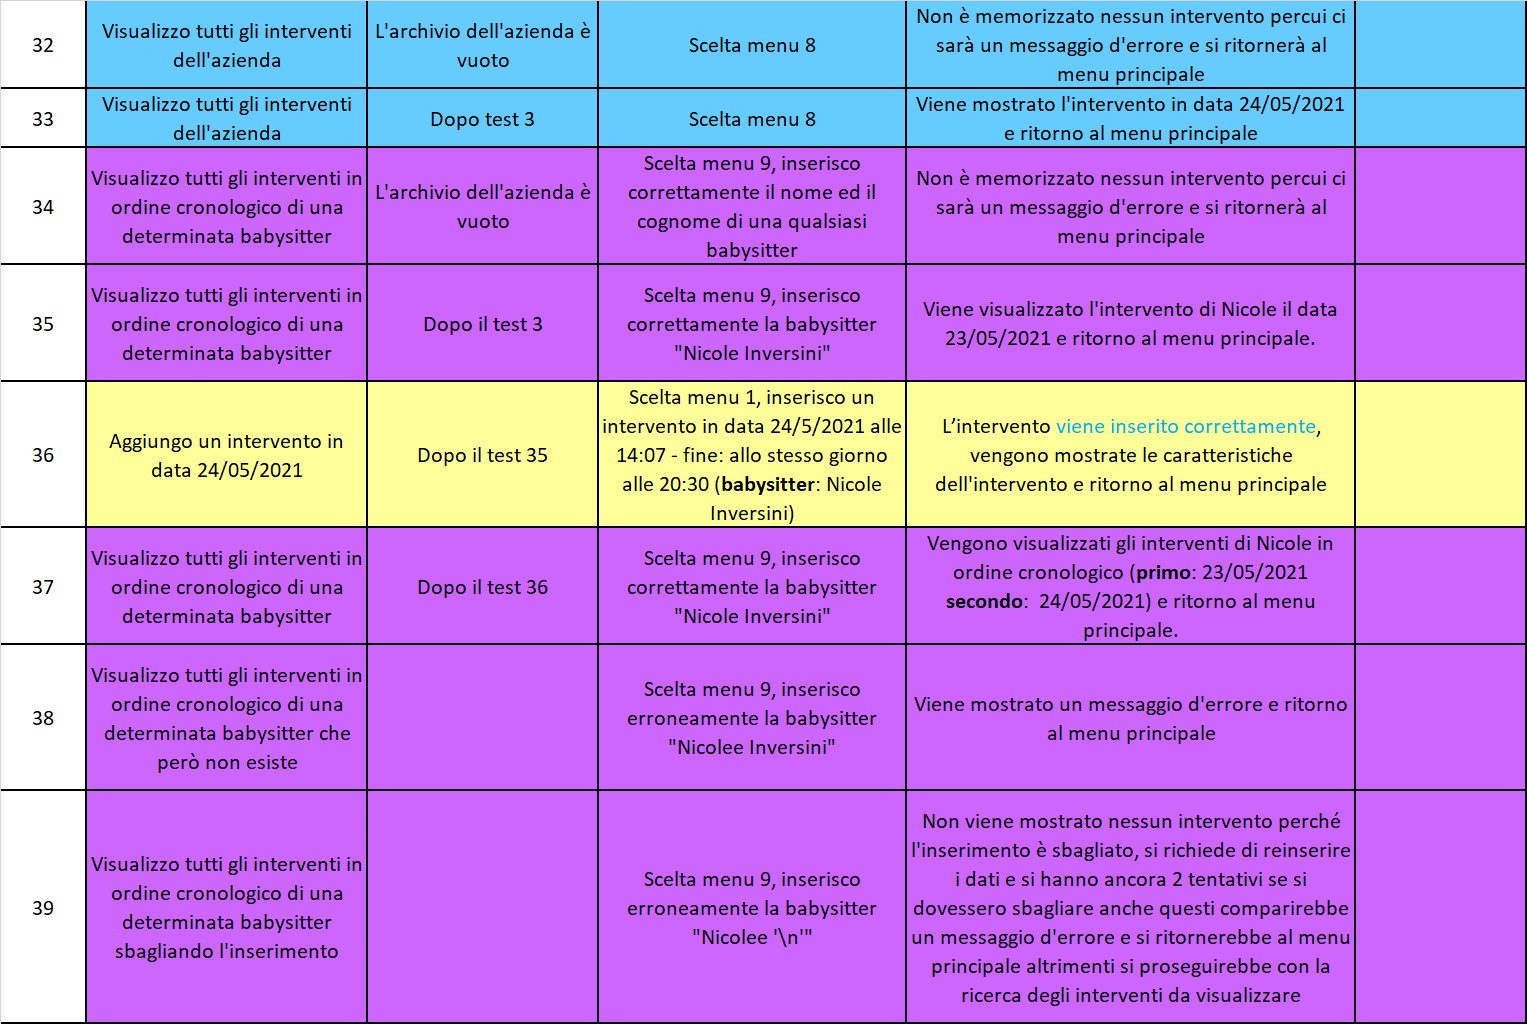 32
Visualizzo tutti gli interventi
dell'azienda
L'archivio dell'azienda è
vuoto
Scelta menu 8
Non è memorizzato nessun intervento percui ci
sarà un messaggio d'errore e si ritornerà al
menu principale
33
Visualizzo tutti gli interventi
dell'azienda
Dopo test 3
Scelta menu 8
Viene mostrato l'intervento in data 24/05/2021
e ritorno al menu principale
34
Visualizzo tutti gli interventi in
ordine cronologico di una
determinata babysitter
L'archivio dell'azienda è
vuoto
Scelta menu 9, inserisco
correttamente il nome ed il
cognome di una qualsiasi
babysitter
Non è memorizzato nessun intervento percui ci
sarà un messaggio d'errore e si ritornerà al
menu principale
35
Visualizzo tutti gli interventi in
ordine cronologico di una
determinata babysitter
Dopo il test 3
Scelta menu 9, inserisco
correttamente la babysitter
"Nicole Inversini"
Viene visualizzato l'intervento di Nicole il data
23/05/2021 e ritorno al menu principale.
36
Aggiungo un intervento in
data 24/05/2021
Dopo il test 35
Scelta menu 1, inserisco un
intervento in data 24/5/2021 alle
14:07 - fine: allo stesso giorno
alle 20:30 (babysitter: Nicole
Inversini)
L’intervento viene inserito correttamente,
vengono mostrate le caratteristiche
dell'intervento e ritorno al menu principale
37
Visualizzo tutti gli interventi in
ordine cronologico di una
determinata babysitter
Dopo il test 36
Scelta menu 9, inserisco
correttamente la babysitter
"Nicole Inversini"
Vengono visualizzati gli interventi di Nicole in
ordine cronologico (primo: 23/05/2021
secondo:  24/05/2021) e ritorno al menu
principale.
38
Visualizzo tutti gli interventi in
ordine cronologico di una
determinata babysitter che
però non esiste
Scelta menu 9, inserisco
erroneamente la babysitter
"Nicolee Inversini"
Viene mostrato un messaggio d'errore e ritorno
al menu principale
39
Visualizzo tutti gli interventi in
ordine cronologico di una
determinata babysitter
sbagliando l'inserimento
Scelta menu 9, inserisco
erroneamente la babysitter
"Nicolee '\n'"
Non viene mostrato nessun intervento perché
l'inserimento è sbagliato, si richiede di reinserire
i dati e si hanno ancora 2 tentativi se si
dovessero sbagliare anche questi comparirebbe
un messaggio d'errore e si ritornerebbe al menu
principale altrimenti si proseguirebbe con la
ricerca degli interventi da visualizzare